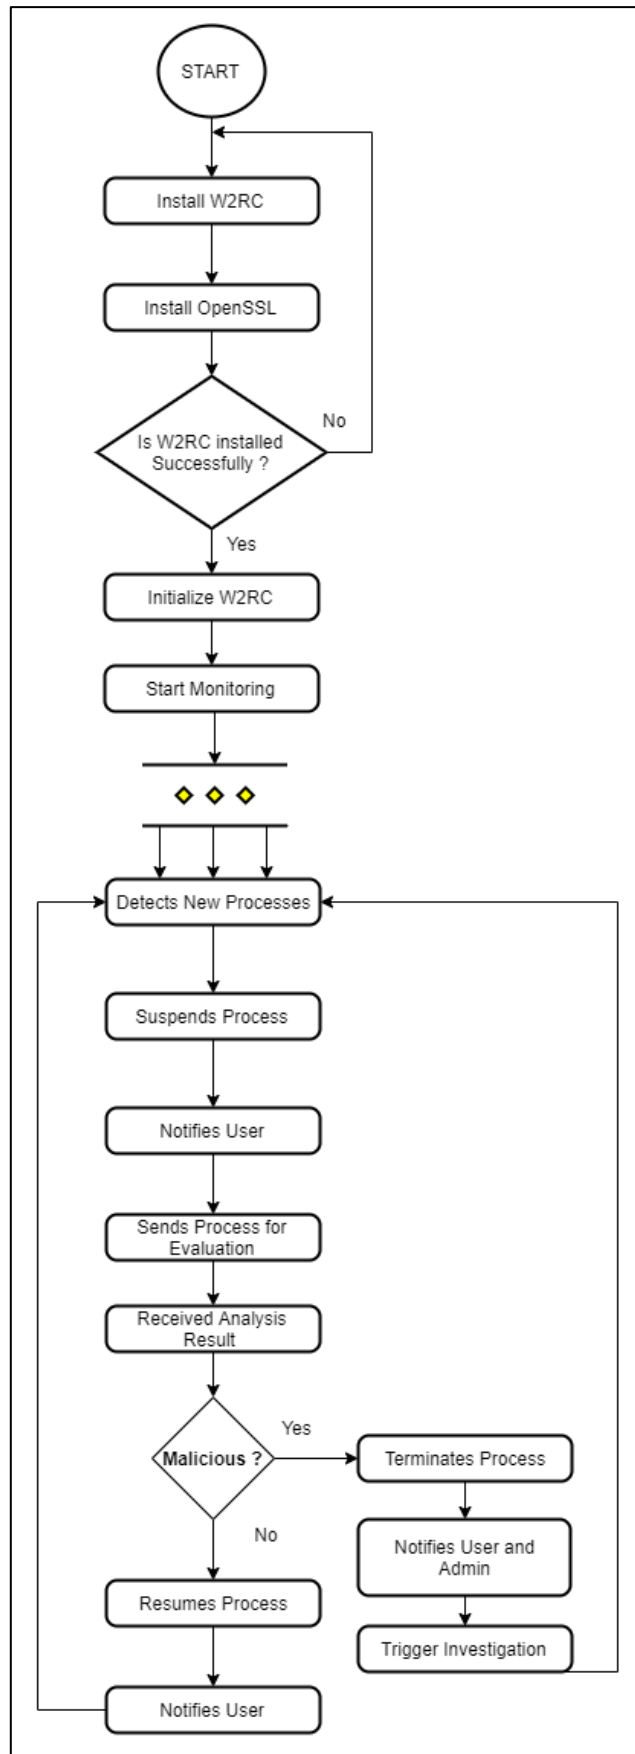 START
Install W2RC
Install OpenSSL
Is W2RC installed
Successfully ?
No
Yes
Initialize W2RC
Start Monitoring
Detects New Processes
Suspends Process
Notifies User
Sends Process for
Evaluation
Received Analysis
Result
Malicious ?
Yes
Terminates Process
Notifies User and
Admin
Trigger Investigation
No
Resumes Process
Notifies User